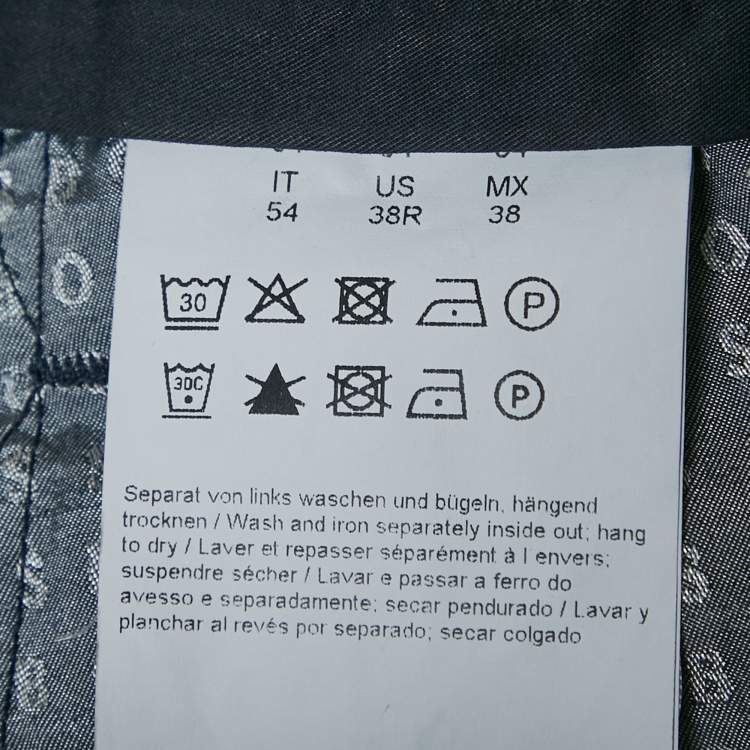 IT US MX
54 38R 38
30 P
30C P
Separat von links waschen und bügeln, hängend
trocknen / Wash and iron separately inside out; hang
to dry / Laver et repasser séparément à l envers;
suspendre sécher / Lavar e passar a ferro do
avesso e separadamente; secar pendurado / Lavar y
planchar al revés por separado; secar colgado